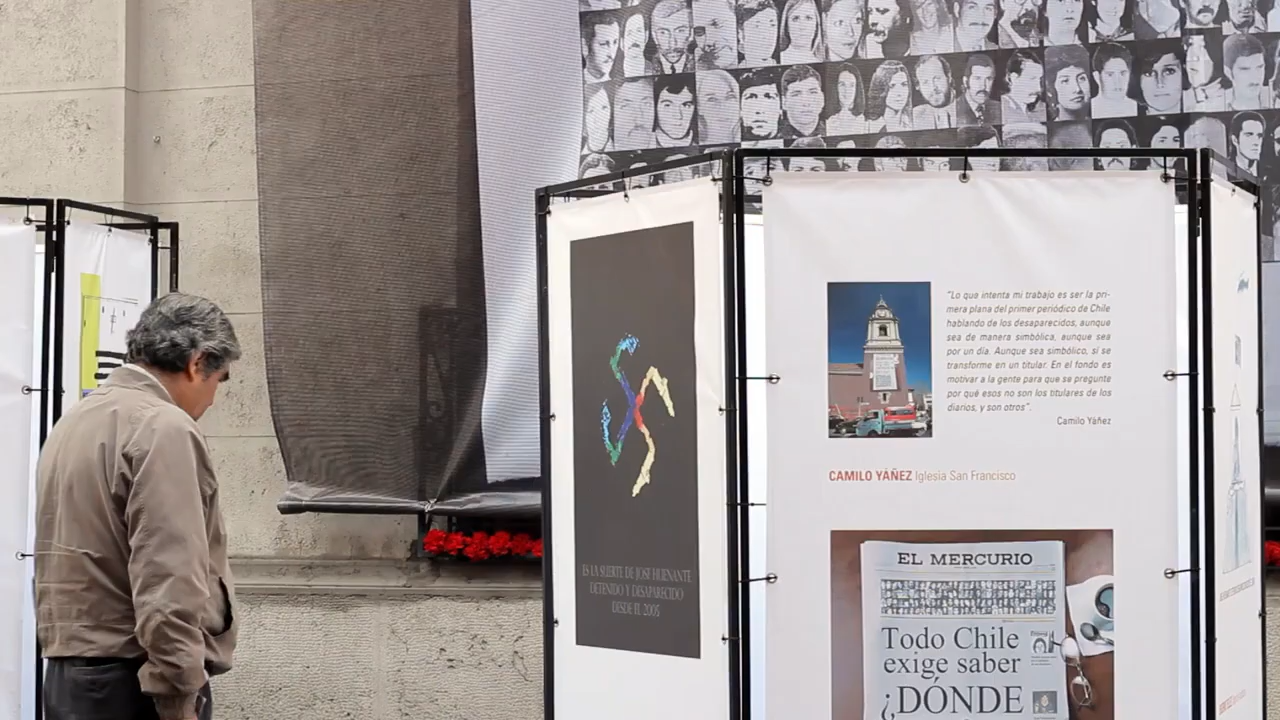 ES LA SUERTE DE JOSE HUENANTE
DETENIDO Y DESAPARECIDO
DESDE EL 2005
"Lo que intenta mi trabajo es ser la pri-
mera plana del primer periódico de Chile
hablando de los desaparecidos, aunque
sea de manera simbólica, aunque sea
por un día. Aunque sea simbólico, sí se
transforme en un titular. En el fondo es
motivar a la gente para que se pregunte
por qué esos no son los titulares de los
diarios, y son otros".
Camilo Yáñez
CAMILO YÁÑEZ Iglesia San Francisco
EL MERCURIO
Todo Chile
exige saber
¿DÓNDE